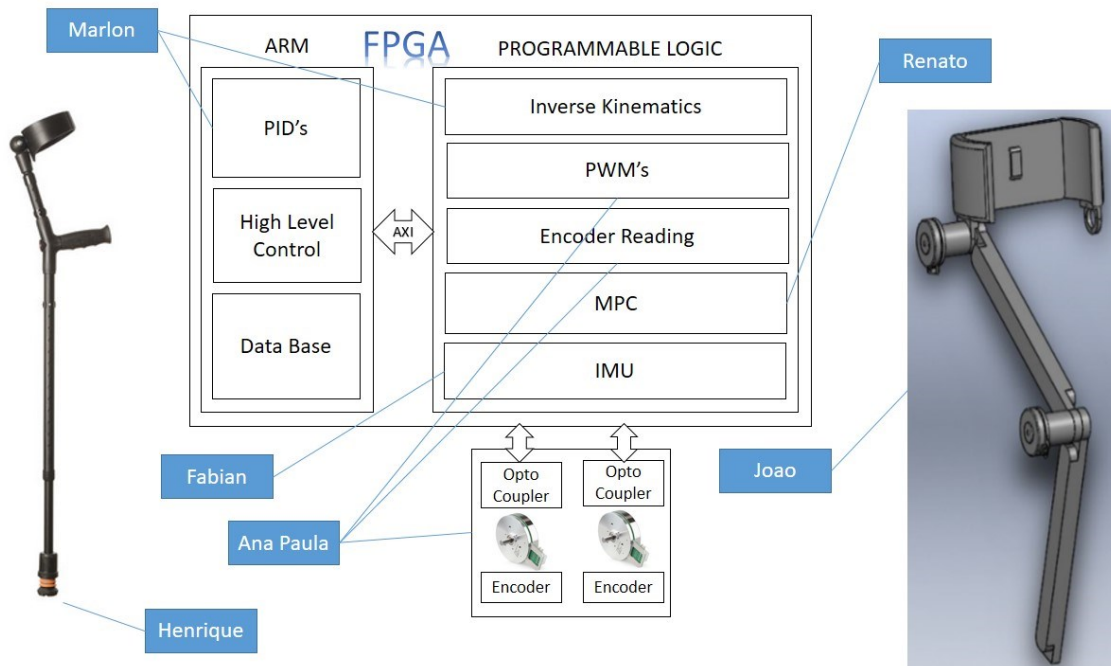 Marlon
ARM
FPGA
PROGRAMMABLE LOGIC
Renato
PID's
High Level
Control
Data Base
AXI
Inverse Kinematics
PWM's
Encoder Reading
MPC
IMU
Fabian
Ana Paula
Henrique
Opto
Coupler
Encoder
Opto
Coupler
Encoder
Joao